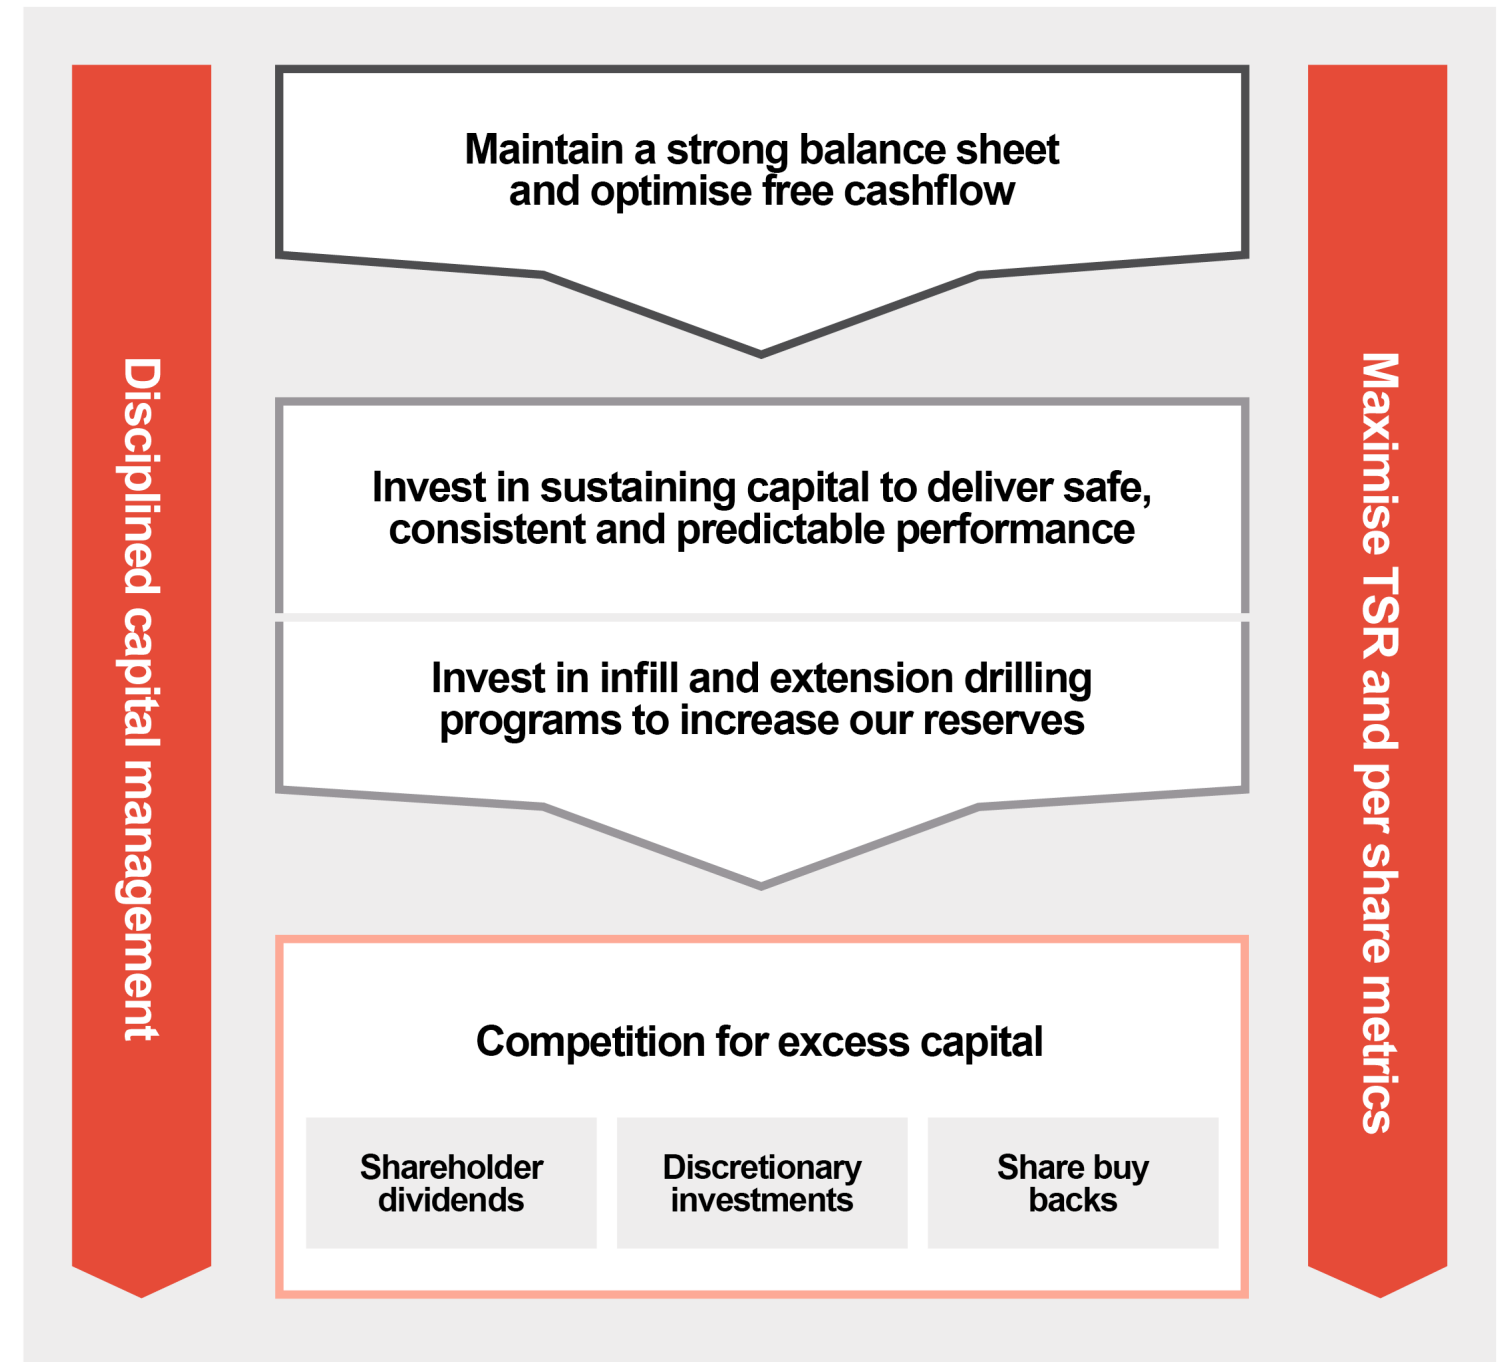 Disciplined capital management
Maintain a strong balance sheet
and optimise free cashflow
Invest in sustaining capital to deliver safe,
consistent and predictable performance
Invest in infill and extension drilling
programs to increase our reserves
Competition for excess capital
Shareholder
dividends
Discretionary
investments
Share buy
backs
Maximise TSR and per share metrics